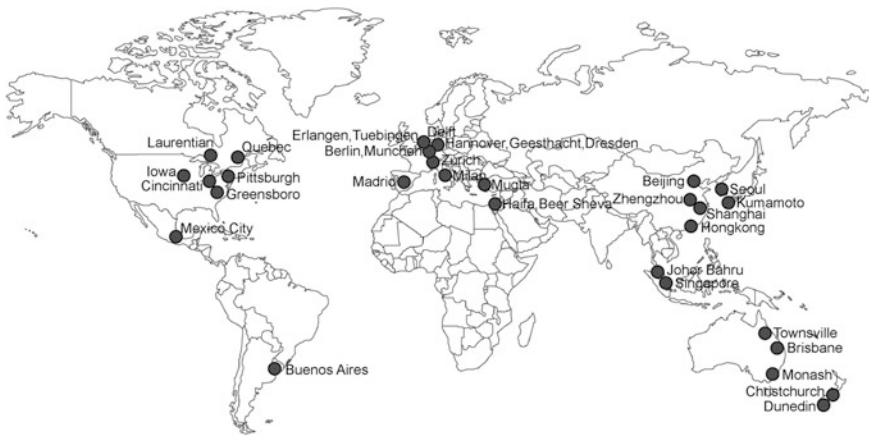 Laurentian
Quebec
Iowa
Cincinnati
Pittsburgh
Greensboro
Mexico City
Buenos Aires
Erlangen,Tuebingen
Delft
Hannover,Geesthacht,Dresden
Berlin,Munchen
Zurich
Madrid
Milan
Mugla
Haifa,Beer Sheva
Beijing
Seoul
Zhengzhou
Kumamoto
Shanghai
Hongkong
Johor Bahru
Singapore
Townsville
Brisbane
Monash
Christchurch
Dunedin